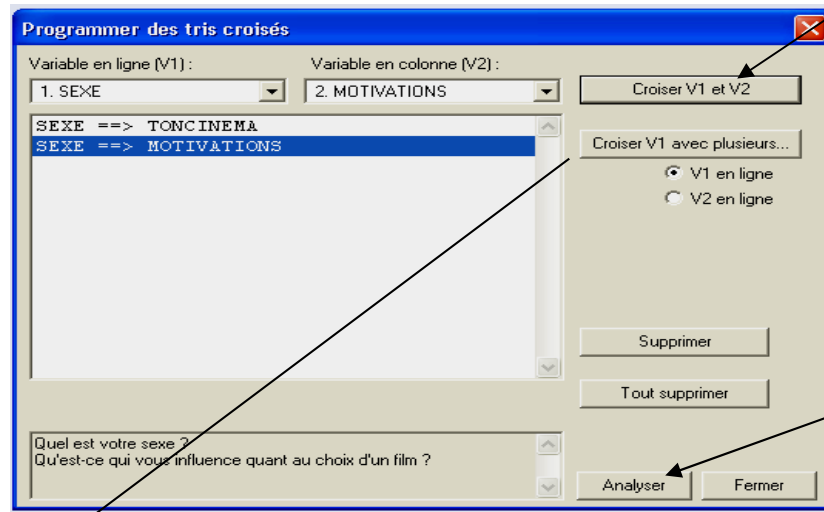 Programmer des tris croisés
Variable en ligne (V1) :
Variable en colonne (V2) :
1. SEXE
2. MOTIVATIONS
Croiser V1 et V2
SEXE ==> TONCINEMA
SEXE ==> MOTIVATIONS
Croiser V1 avec plusieurs...
V1 en ligne
V2 en ligne
Supprimer
Tout supprimer
Quel est votre sexe ?
Qu'est-ce qui vous influence quant au choix d'un film ?
Analyser
Fermer